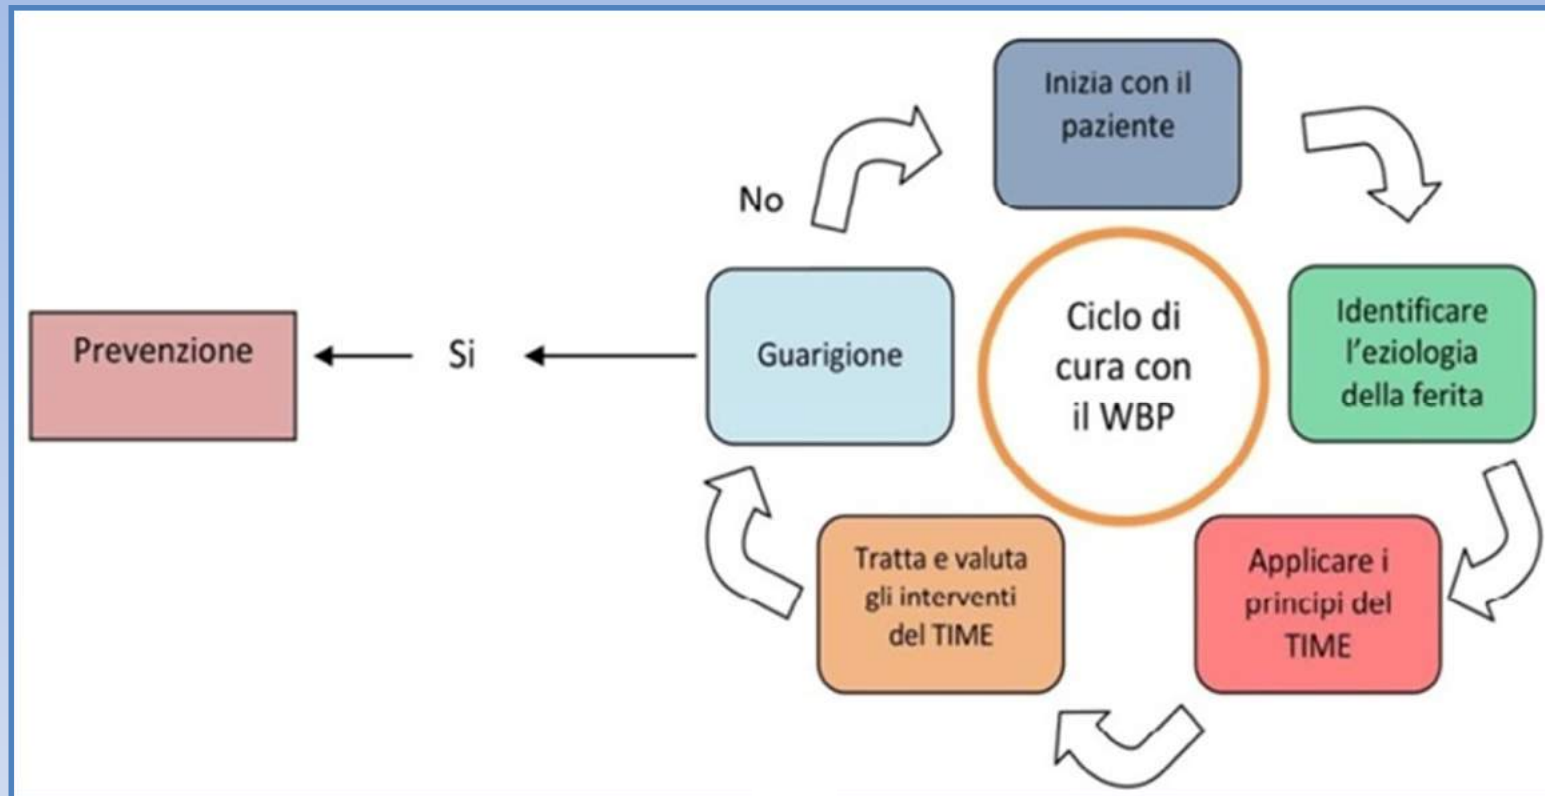 Inizia con il
paziente
No
Identificare
l'eziologia
della ferita
Ciclo di
cura con
il WBP
Guarigione
Si
Prevenzione
Applicare i
principi del
TIME
Tratta e valuta
gli interventi
del TIME